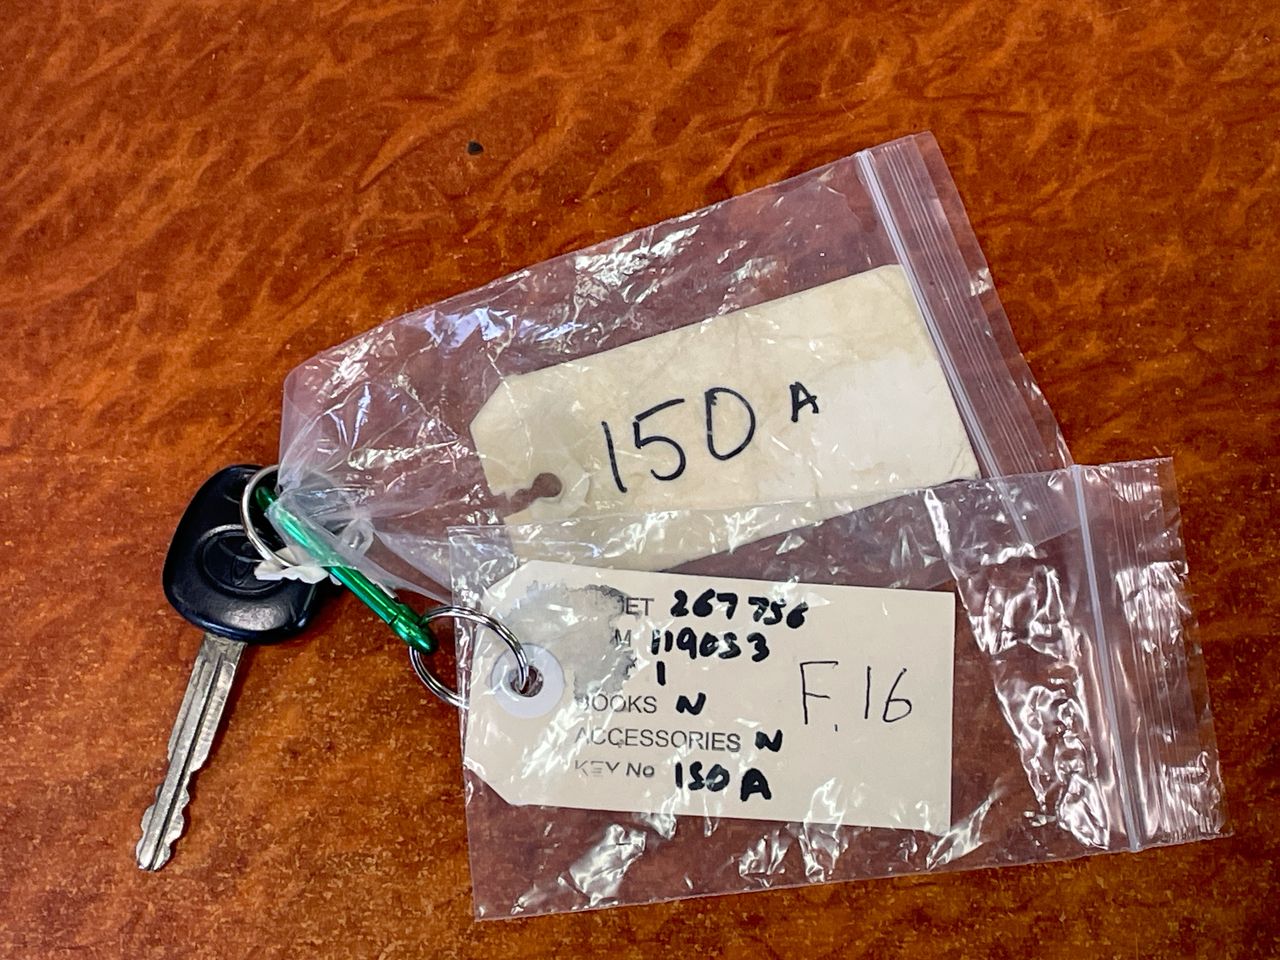 150 A
267756
119053
1
BOOKS N
ACCESSORIES N
KEY No 150 A
F.16